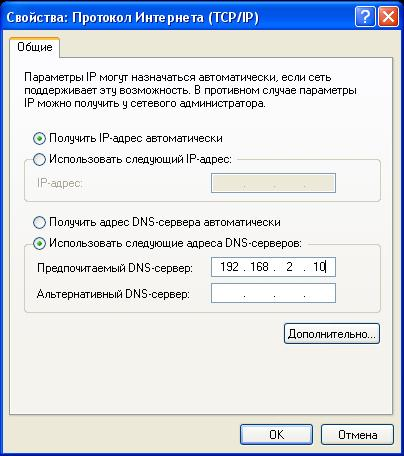 Свойства: Протокол Интернета (TCP/IP)
Общие
Параметры IP могут назначаться автоматически, если сеть
поддерживает эту возможность. В противном случае параметры
IP можно получить у сетевого администратора.
Получить IP-адрес автоматически
Использовать следующий IP-адрес:
IP-адрес: . . .
Получить адрес DNS-сервера автоматически
Использовать следующие адреса DNS-серверов:
Предпочитаемый DNS-сервер: 192 . 168 . 2 . 10
Альтернативный DNS-сервер: . . .
Дополнительно...
OK Отмена